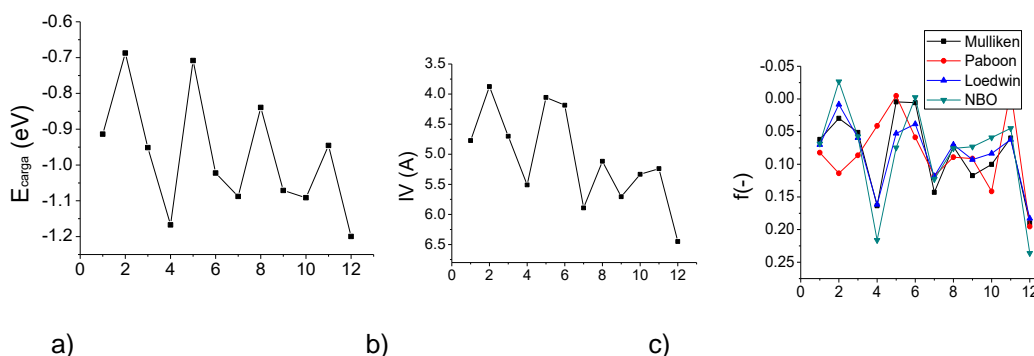 -0.6
-0.7
-0.8
-0.9
-1.0
-1.1
-1.2
E carga (eV)
0 2 4 6 8 10 12
3.5
4.0
4.5
5.0
5.5
6.0
6.5
IV (A)
0 2 4 6 8 10 12
Mulliken
Paboon
Loedwin
NBO
-0.05
0.00
0.05
0.10
0.15
0.20
0.25
f(-)
0 2 4 6 8 10 12
a) b) c)